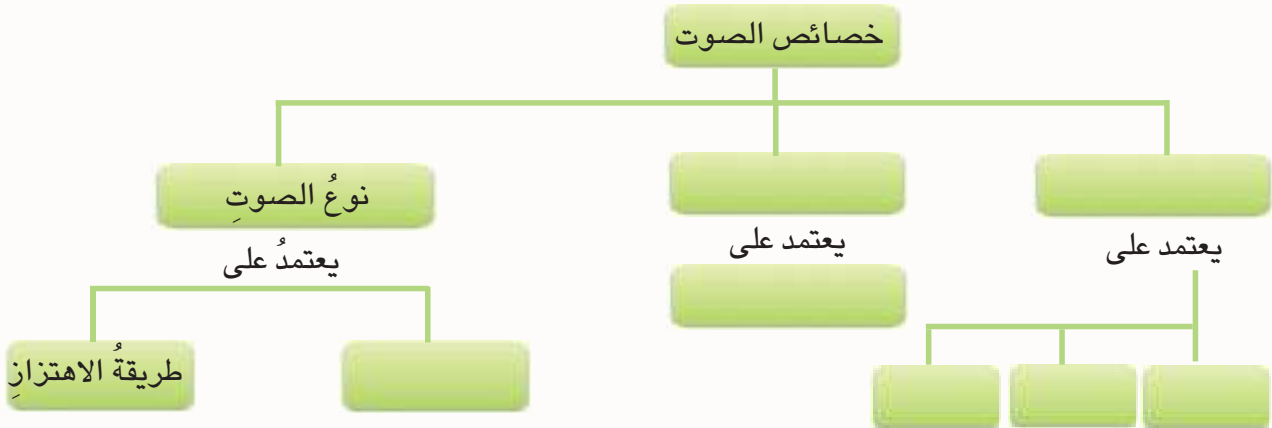 خصائص الصوت
نوعُ الصوتِ
يعتمد على
يعتمد على
يعتمدُ على
طريقةُ الاهتزازِ